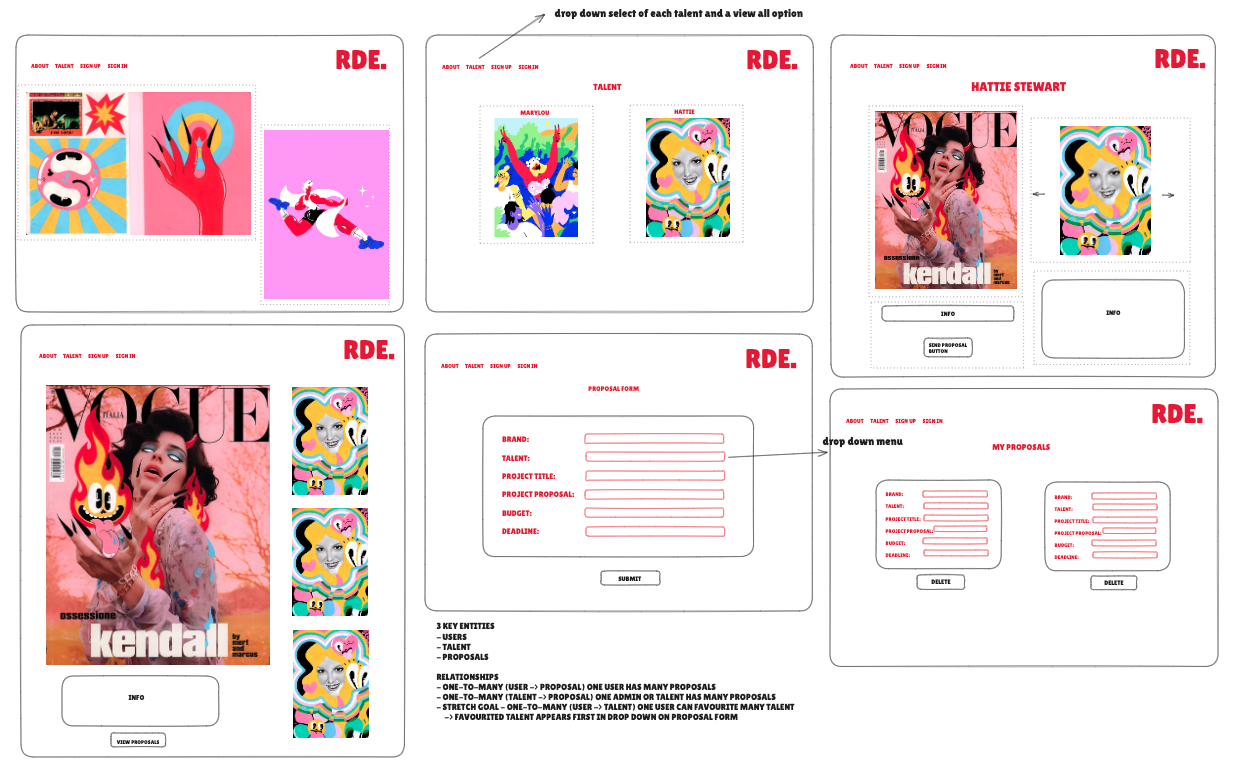 drop down select of each talent and a view all option
RDE.
ABOUT TALENT SIGN UP SIGN IN
RDE.
ABOUT TALENT SIGN UP SIGN IN
TALENT
MARYLOU
HATTIE
RDE.
ABOUT TALENT SIGN UP SIGN IN
HATTIE STEWART
VOGUE
ITALIA
ossessione
kendall
by
mert
and
marcus
INFO
SEND PROPOSAL
BUTTON
INFO
RDE.
ABOUT TALENT SIGN UP SIGN IN
VOGUE
ITALIA
ossessione
kendall
by
mert
and
marcus
INFO
VIEW PROPOSALS
RDE.
ABOUT TALENT SIGN UP SIGN IN
PROPOSAL FORM
BRAND:
TALENT:
PROJECT TITLE:
PROJECT PROPOSAL:
BUDGET:
DEADLINE:
SUBMIT
drop down menu
RDE.
ABOUT TALENT SIGN UP SIGN IN
MY PROPOSALS
BRAND:
TALENT:
PROJECT TITLE:
PROJECT PROPOSAL:
BUDGET:
DEADLINE:
DELETE
BRAND:
TALENT:
PROJECT TITLE:
PROJECT PROPOSAL:
BUDGET:
DEADLINE:
DELETE
3 KEY ENTITIES
- USERS
- TALENT
- PROPOSALS
RELATIONSHIPS
- ONE-TO-MANY (USER -> PROPOSAL) ONE USER HAS MANY PROPOSALS
- ONE-TO-MANY (TALENT -> PROPOSAL) ONE ADMIN OR TALENT HAS MANY PROPOSALS
- STRETCH GOAL - ONE-TO-MANY (USER -> TALENT) ONE USER CAN FAVOURITE MANY TALENT
-> FAVOURITED TALENT APPEARS FIRST IN DROP DOWN ON PROPOSAL FORM